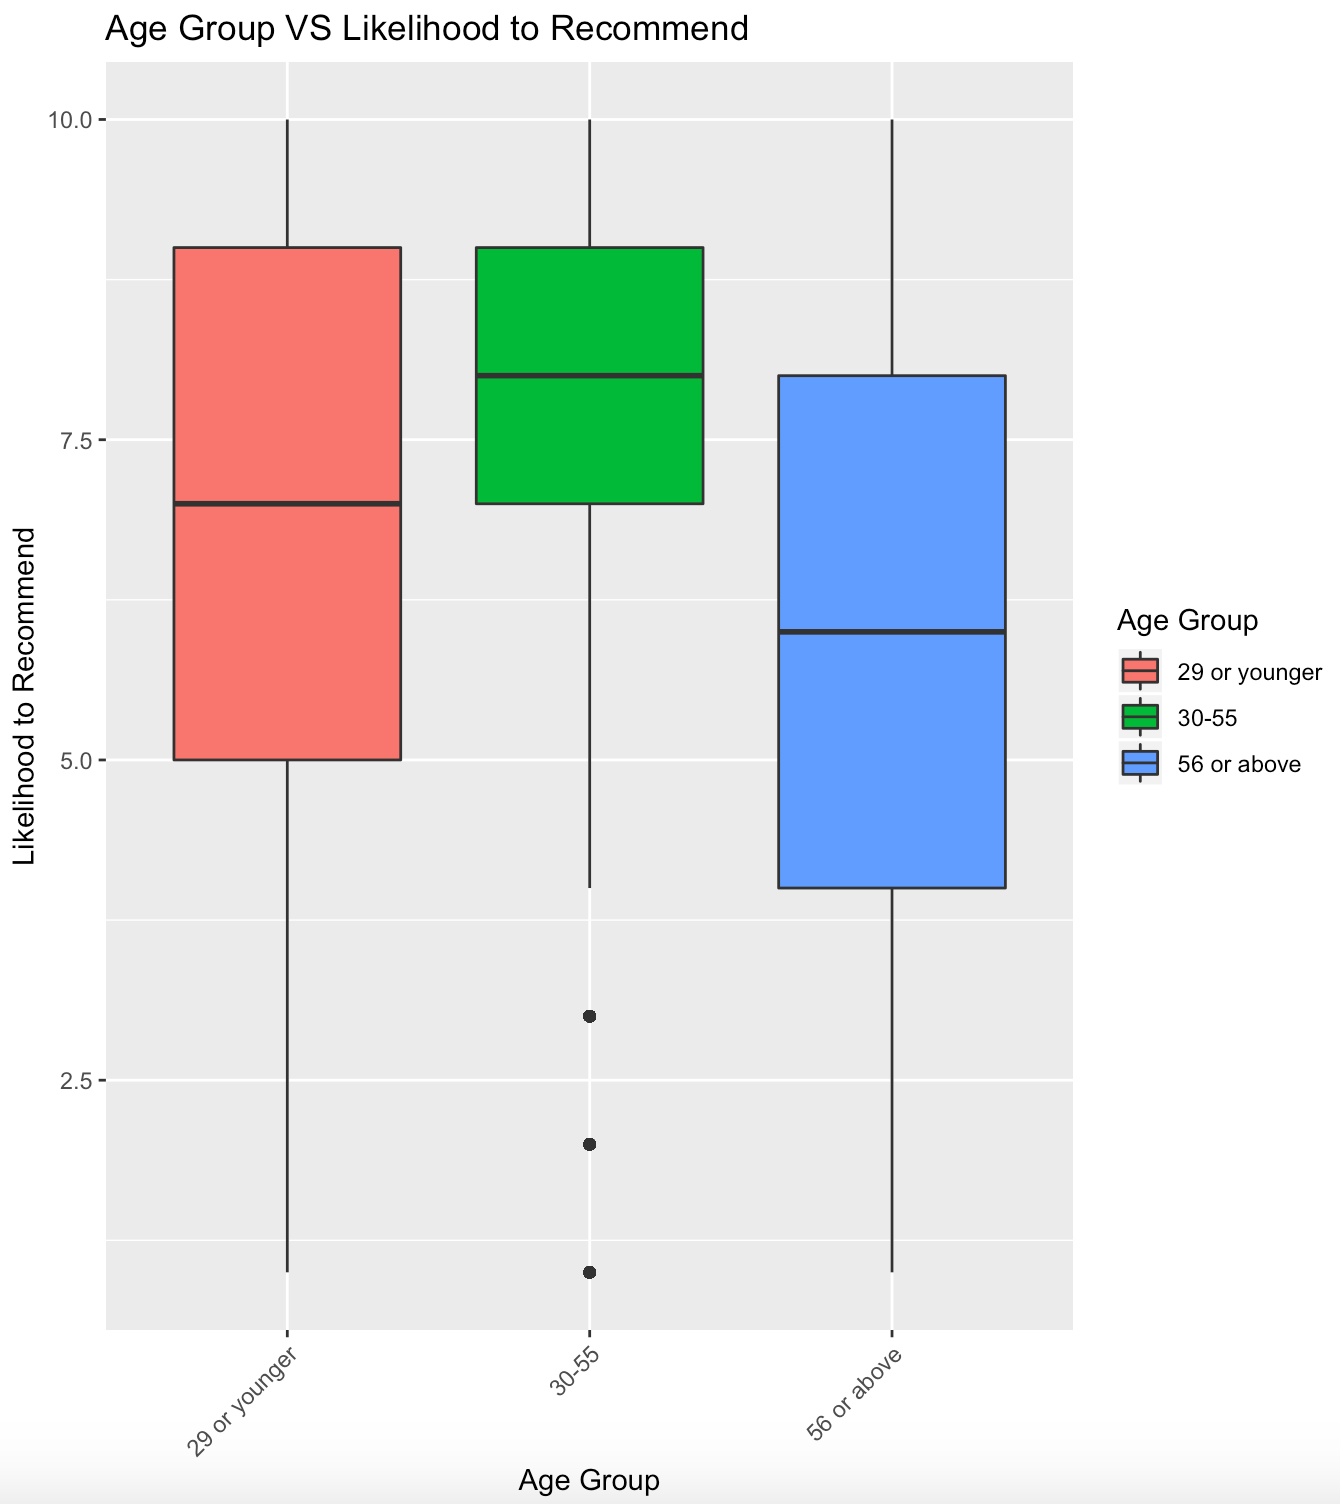 Age Group VS Likelihood to Recommend
10.0
7.5
5.0
2.5
Likelihood to Recommend
29 or younger
30-55
56 or above
Age Group
Age Group
29 or younger
30-55
56 or above